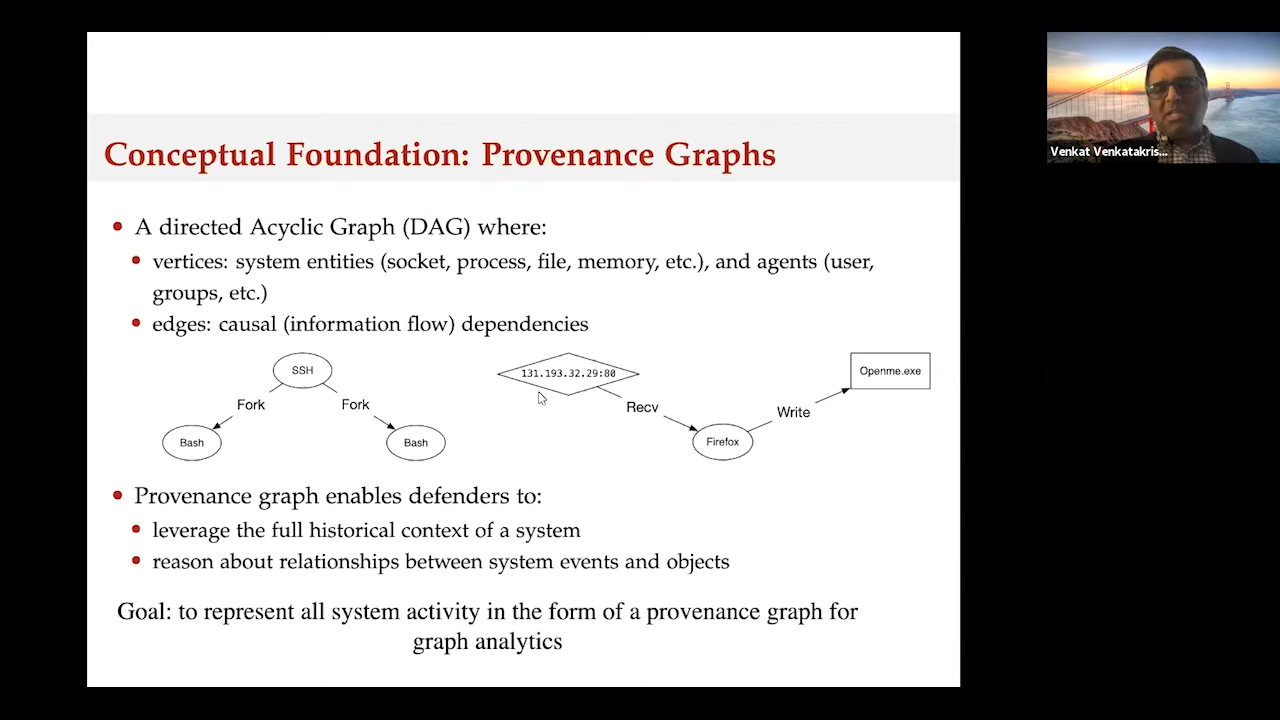 Conceptual Foundation: Provenance Graphs
A directed Acyclic Graph (DAG) where:
vertices: system entities (socket, process, file, memory, etc.), and agents (user,
groups, etc.)
edges: causal (information flow) dependencies
SSH
Fork
Fork
Bash
Bash
131.193.32.29:80
Recv
Firefox
Write
Openme.exe
Provenance graph enables defenders to:
leverage the full historical context of a system
reason about relationships between system events and objects
Goal: to represent all system activity in the form of a provenance graph for
graph analytics
Venkat Venkatakris...